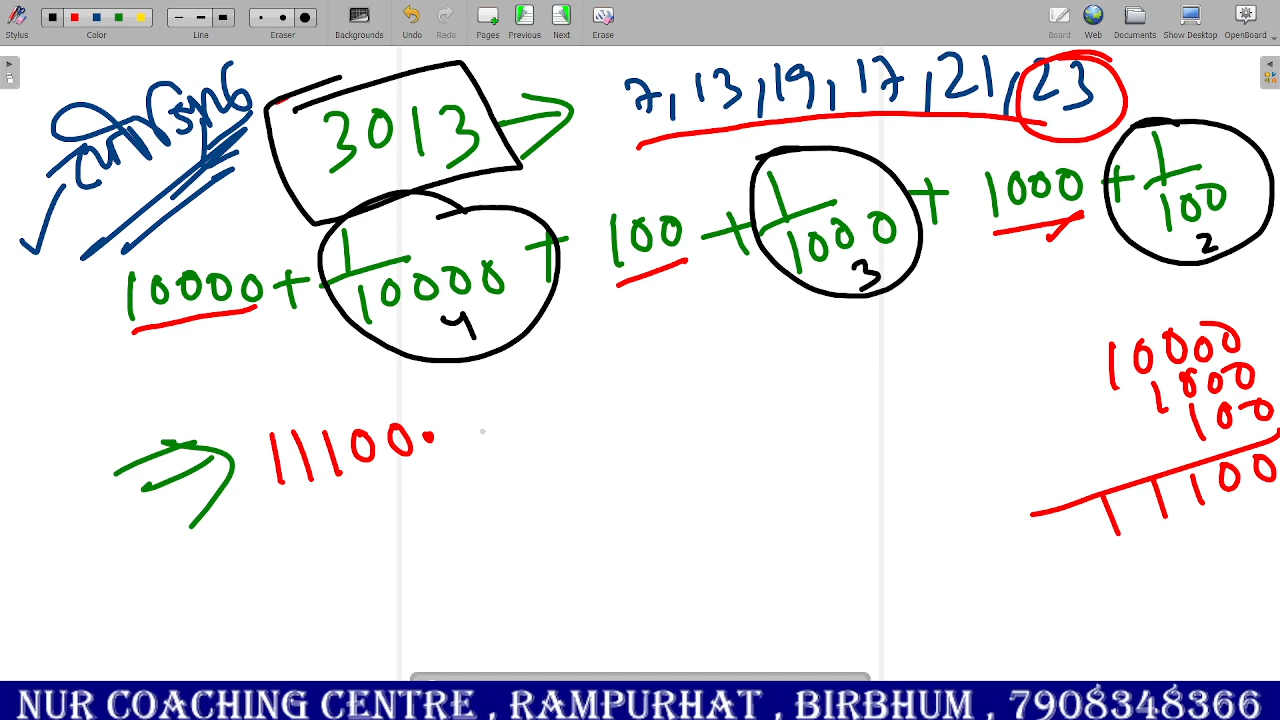 Stylus Color Line Eraser Backgrounds Undo Redo Pages Previous Next Erase Board Web Documents Show Desktop OpenBoard
7, 13, 19, 17, 21, 23
3013
10000 + 1/10000 + 100 + 1/1000 + 1000 + 1/100
4 3 2
10000
1000
100
11100
11100.
NUR COACHING CENTRE , RAMPURHAT , BIRBHUM , 7908348366